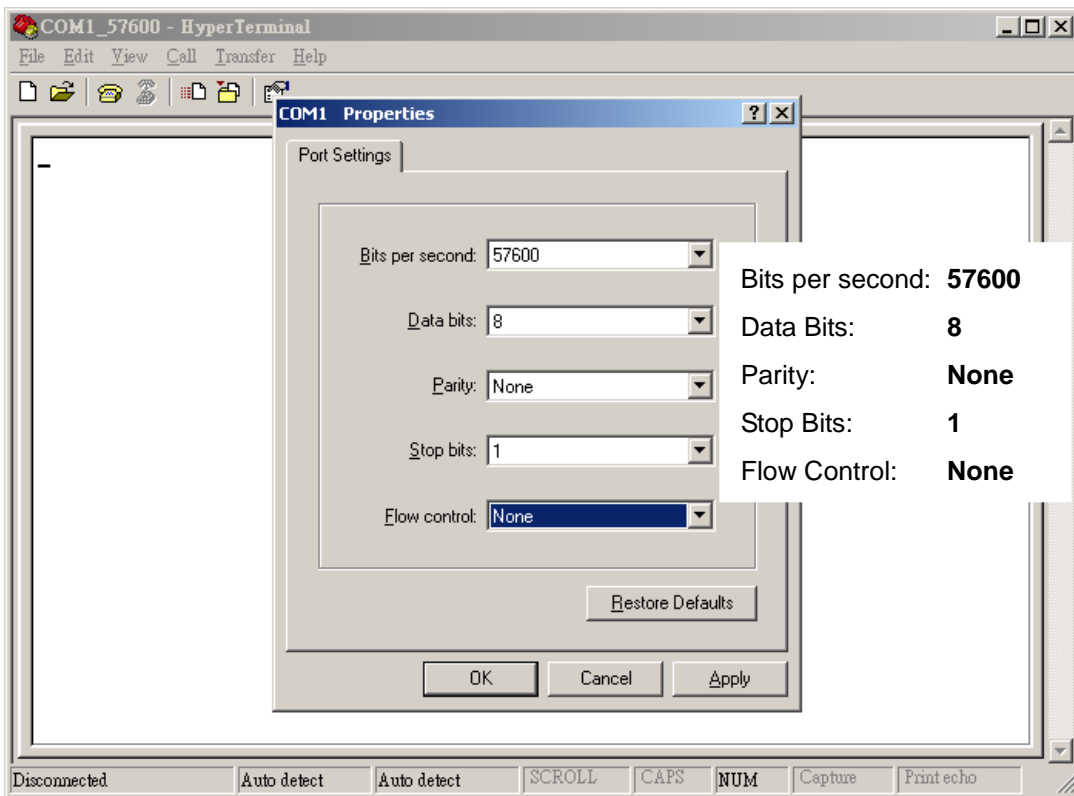 COM1_57600 - HyperTerminal
File Edit View Call Transfer Help
COM1 Properties
Port Settings
Bits per second: 57600
Data bits: 8
Parity: None
Stop bits: 1
Flow control: None
Restore Defaults
OK Cancel Apply
Bits per second: 57600
Data Bits: 8
Parity: None
Stop Bits: 1
Flow Control: None
Disconnected Auto detect Auto detect SCROLL CAPS NUM Capture Print echo